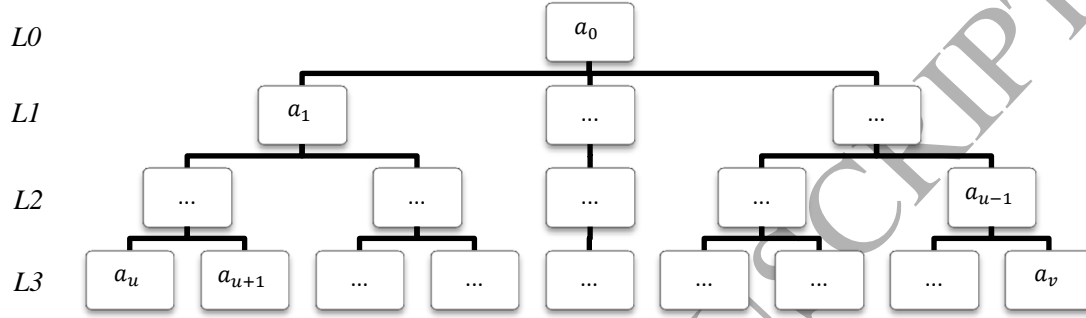 L0 a₀
L1 a₁ ... ...
L2 ... ... ... ... aᵤ₋₁
L3 aᵤ aᵤ₊₁ ... ... ... ... ... ... aᵥ